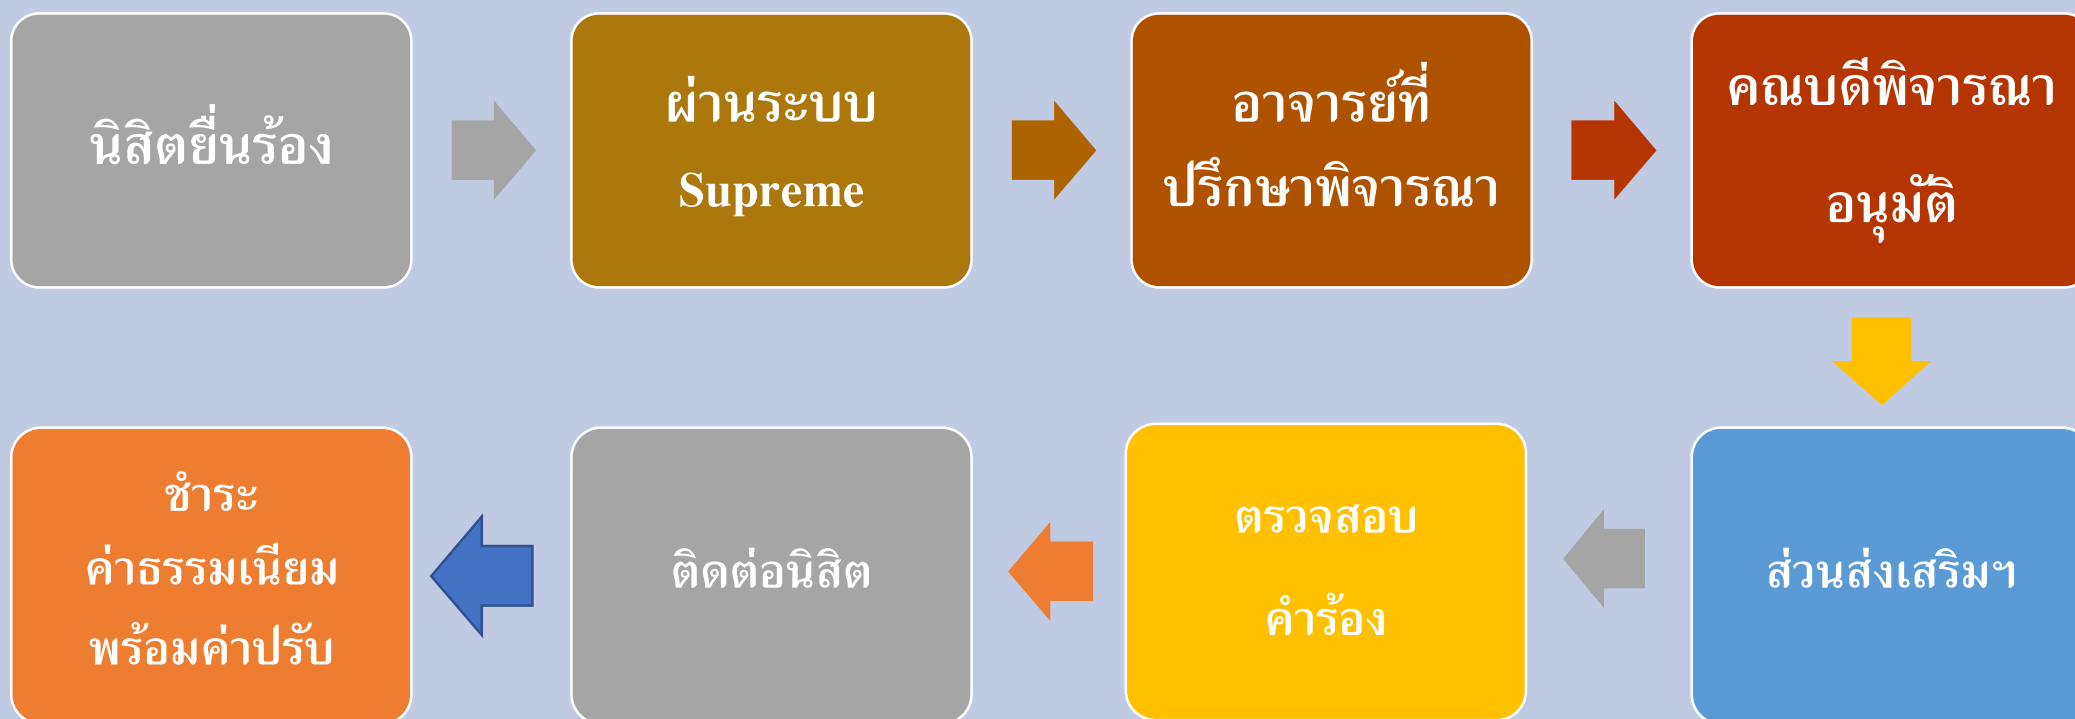 นิสิตยื่นร้อง
ผ่านระบบ
Supreme
อาจารย์ที่
ปรึกษาพิจารณา
คณบดีพิจารณา
อนุมัติ
ส่วนส่งเสริมฯ
ตรวจสอบ
คำร้อง
ติดต่อนิสิต
ชำระ
ค่าธรรมเนียม
พร้อมค่าปรับ